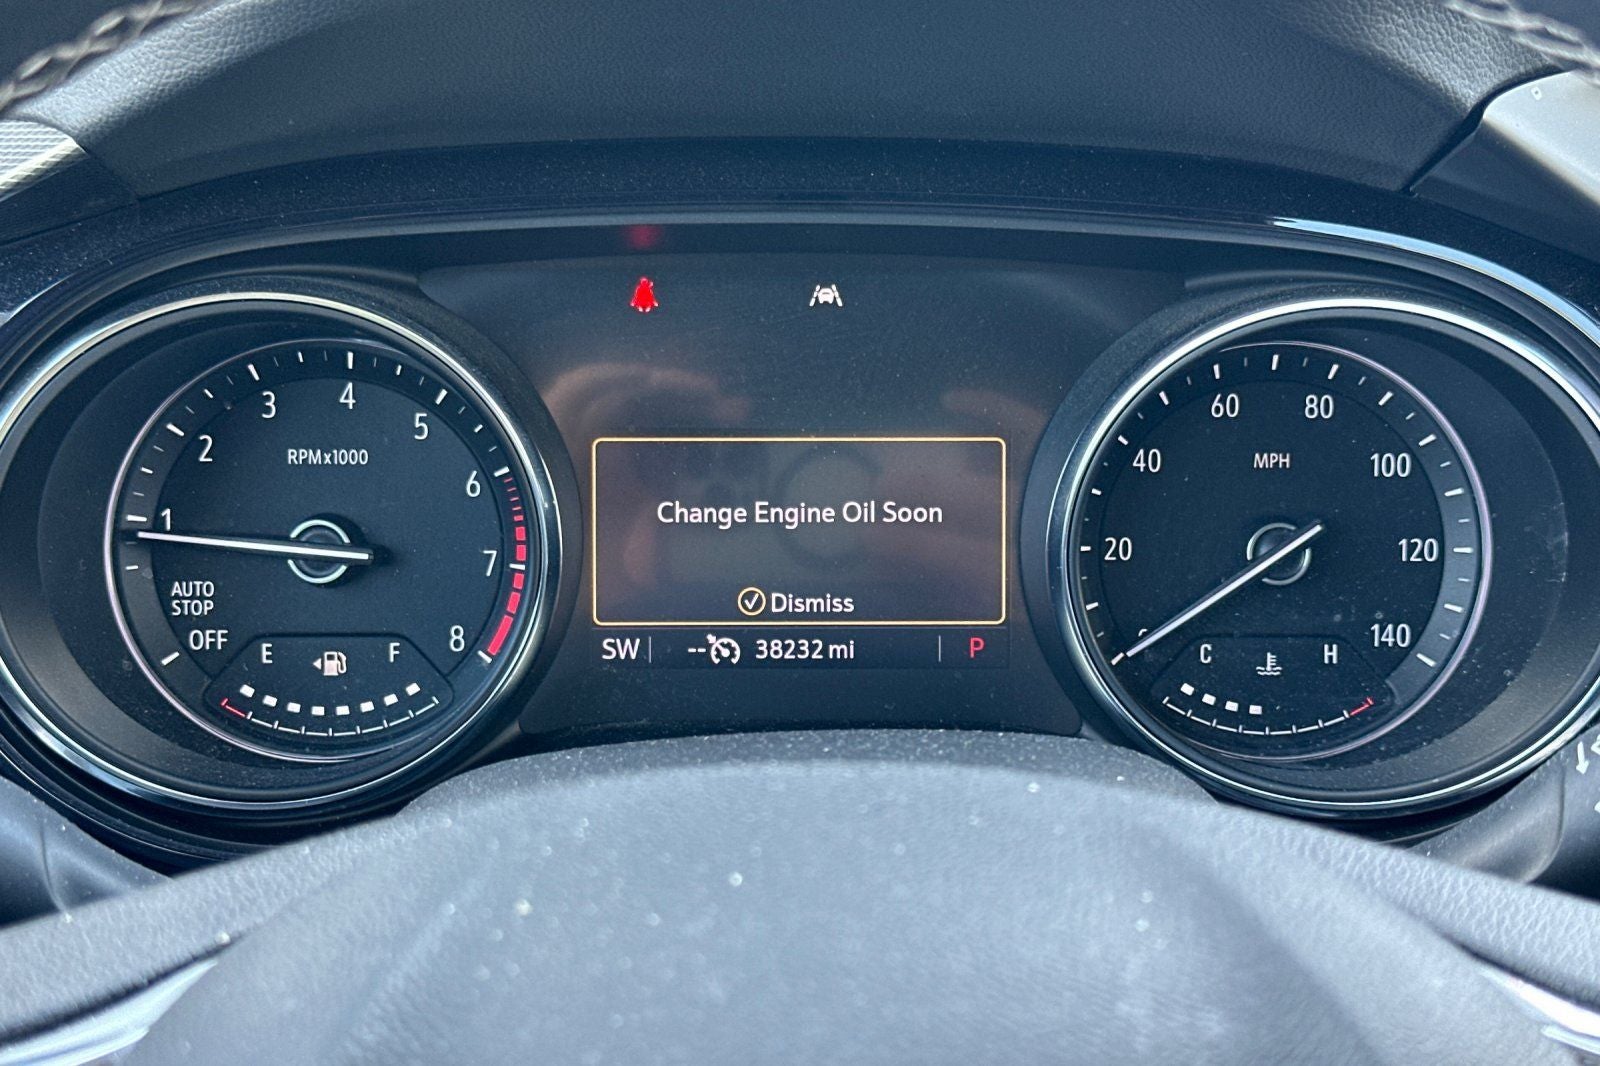 4
3
5
2
6
RPMx1000
1
7
AUTO
STOP
OFF
8
E
F
Change Engine Oil Soon
Dismiss
SW
-- 38232 mi
P
60
80
40
MPH
100
20
120
140
C
H